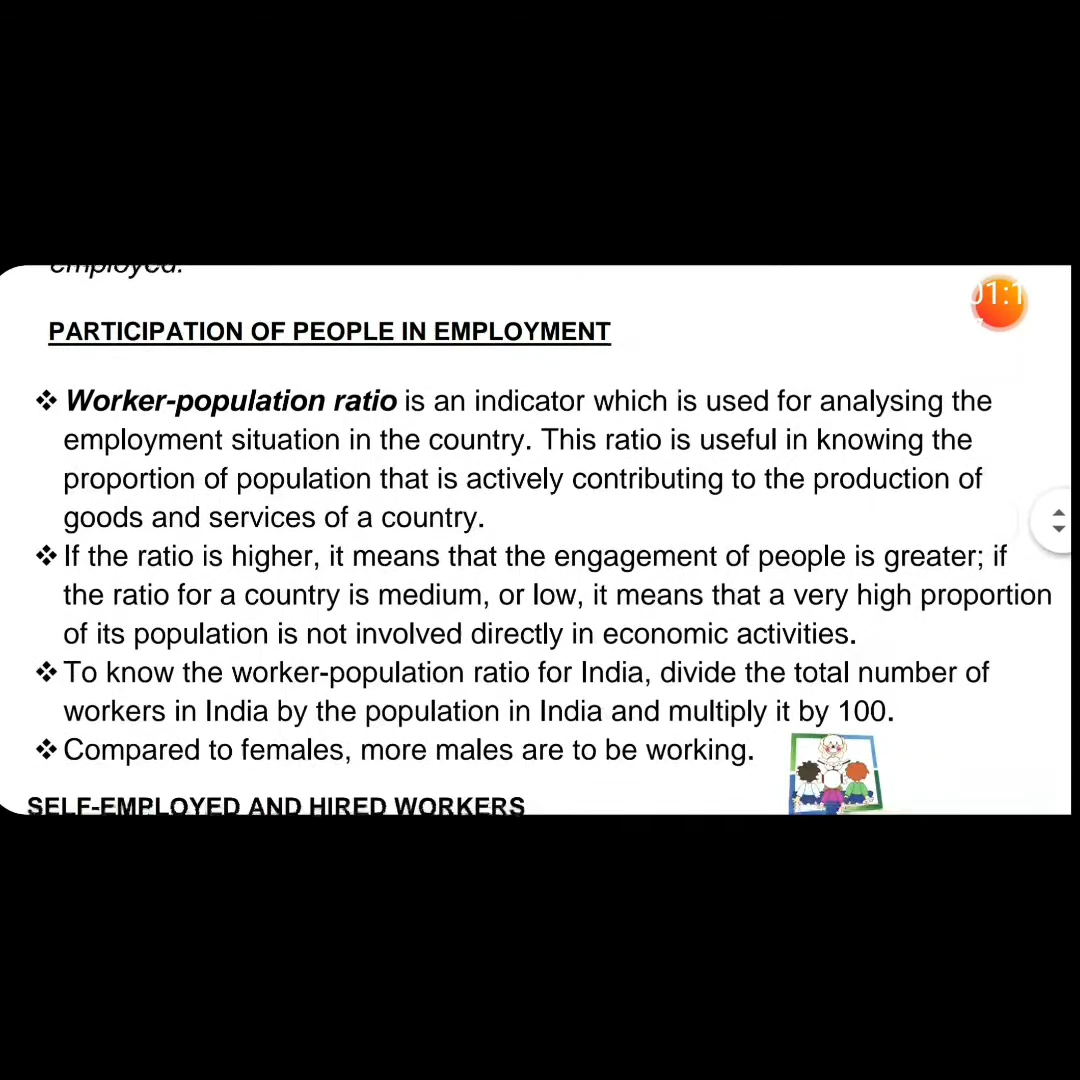 employed.
01:1
PARTICIPATION OF PEOPLE IN EMPLOYMENT
❖ Worker-population ratio is an indicator which is used for analysing the
employment situation in the country. This ratio is useful in knowing the
proportion of population that is actively contributing to the production of
goods and services of a country.
❖ If the ratio is higher, it means that the engagement of people is greater; if
the ratio for a country is medium, or low, it means that a very high proportion
of its population is not involved directly in economic activities.
❖ To know the worker-population ratio for India, divide the total number of
workers in India by the population in India and multiply it by 100.
❖ Compared to females, more males are to be working.
SELF-EMPLOYED AND HIRED WORKERS